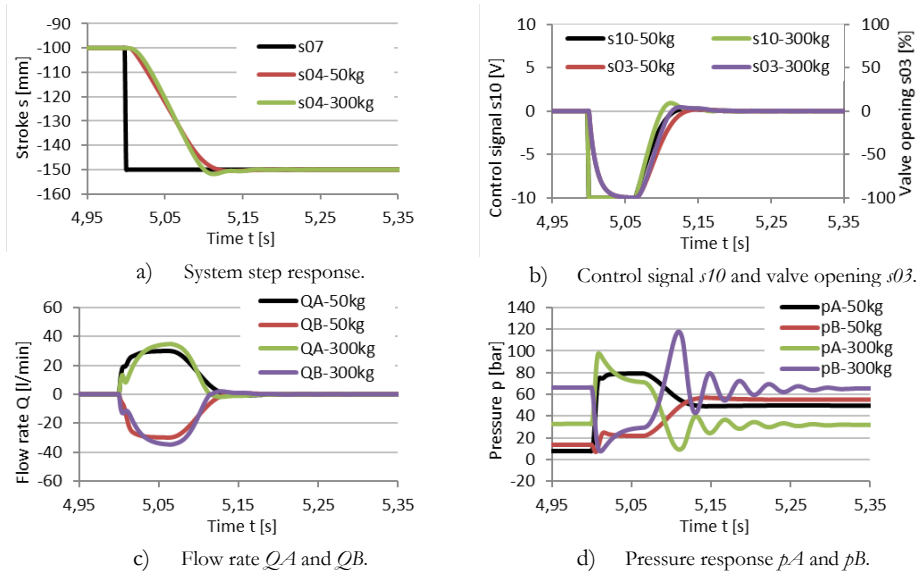 -90
-100
-110
-120
-130
-140
-150
-160
Stroke s [mm]
s07
s04-50kg
s04-300kg
4,95 5,05 5,15 5,25 5,35
Time t [s]
a) System step response.
10
5
0
-5
-10
Control signal s10 [V]
s10-50kg s10-300kg
s03-50kg s03-300kg
100
50
0
-50
-100
Valve opening s03 [%]
4,95 5,05 5,15 5,25 5,35
Time t [s]
b) Control signal s10 and valve opening s03.
60
40
20
0
-20
-40
-60
Flow rate Q [l/min]
QA-50kg
QB-50kg
QA-300kg
QB-300kg
4,95 5,05 5,15 5,25 5,35
Time t [s]
c) Flow rate QA and QB.
140
120
100
80
60
40
20
0
-20
Pressure p [bar]
pA-50kg
pB-50kg
pA-300kg
pB-300kg
4,95 5,05 5,15 5,25 5,35
Time t [s]
d) Pressure response pA and pB.